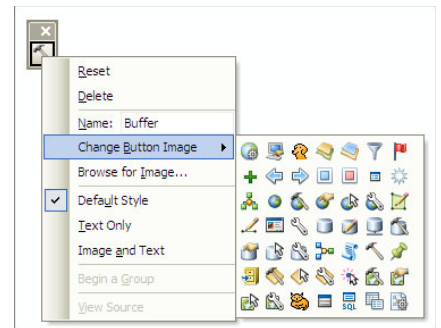 Reset
Delete
Name: Buffer
Change Button Image
Browse for Image...
Default Style
Text Only
Image and Text
Begin a Group
View Source
SQL